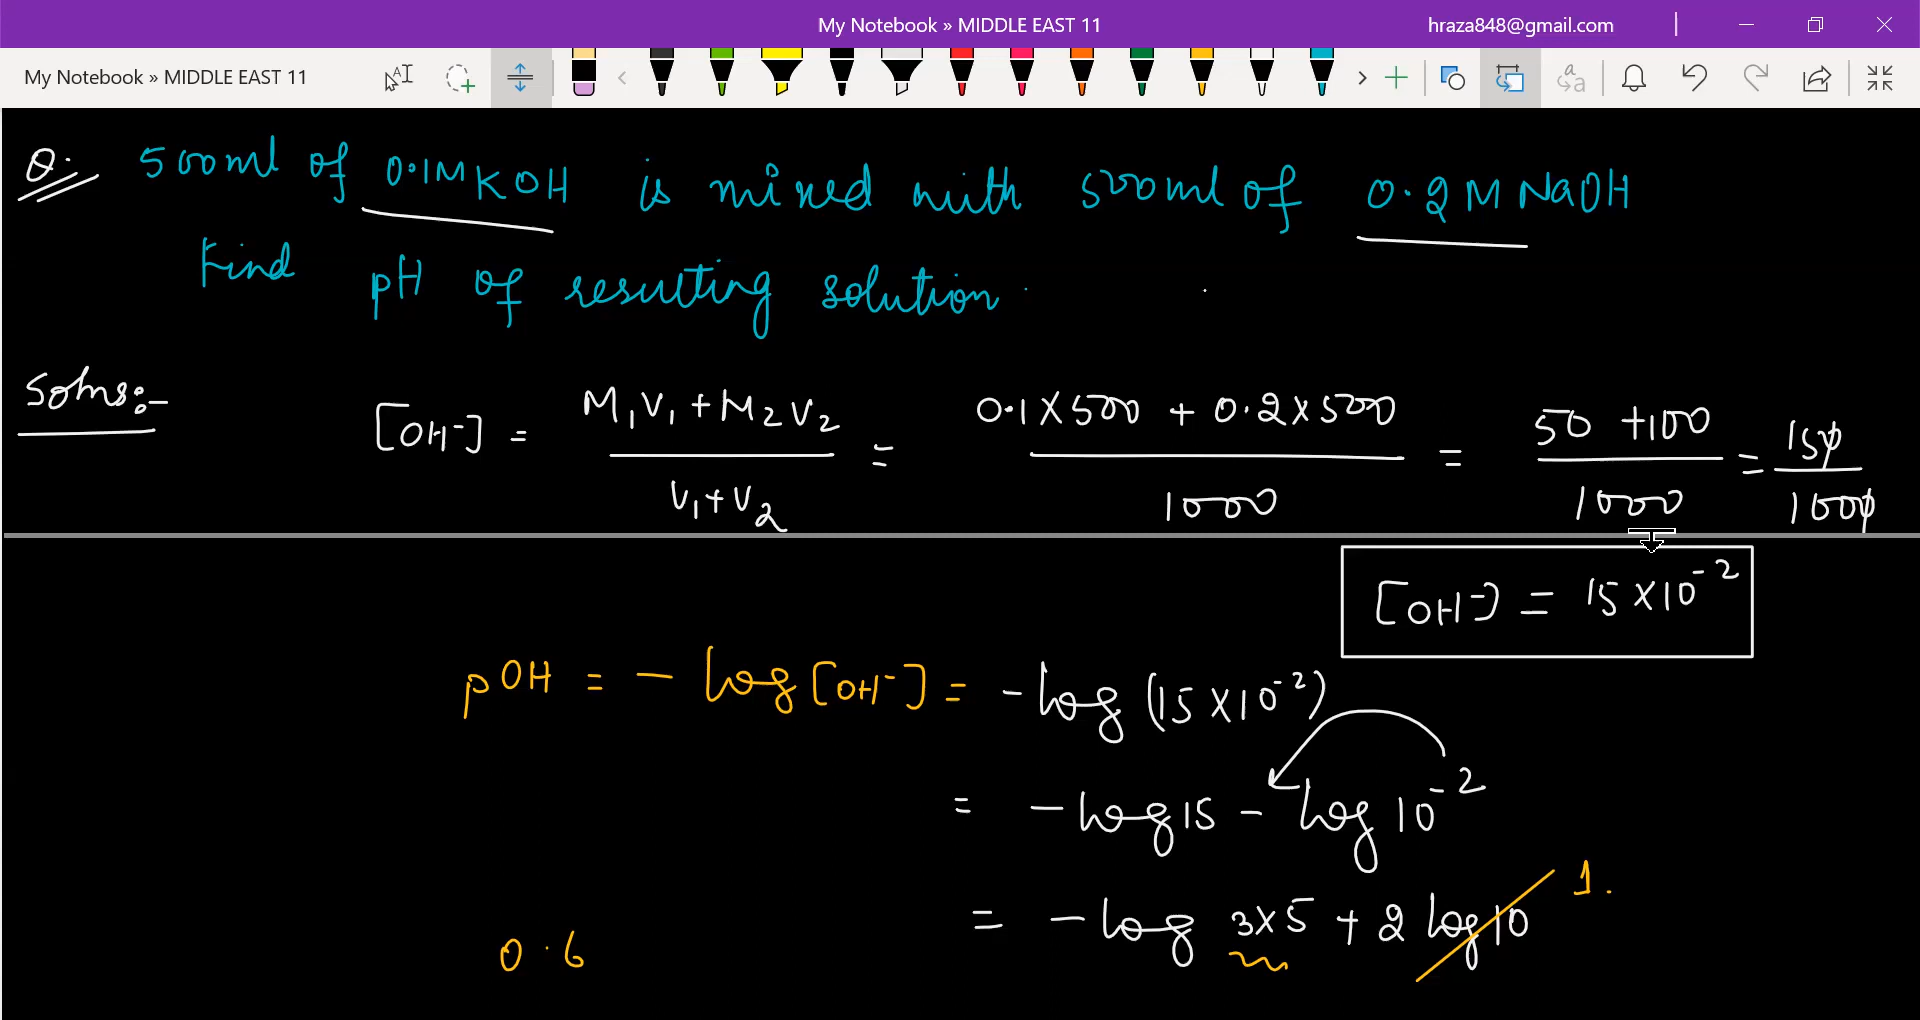 My Notebook » MIDDLE EAST 11
hraza848@gmail.com
My Notebook » MIDDLE EAST 11
Q:- 500ml of 0.1M KOH is mixed with 500ml of 0.2M NaOH
Find pH of resulting solution.
Solns:-
[OH⁻] = M₁V₁ + M₂V₂ / V₁ + V₂ = 0.1 X 500 + 0.2 X 500 / 1000 = 50 + 100 / 1000 = 150 / 1000
[OH⁻] = 15 X 10⁻²
pOH = - log [OH⁻] = - log (15 X 10⁻²)
= - log 15 - log 10⁻²
= - log 3 X 5 + 2 log 10 1.
0.6